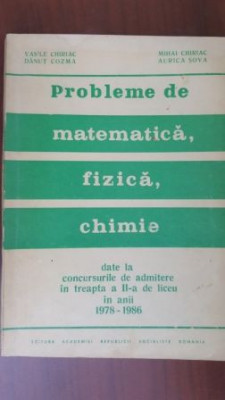 VASILE CHIRIAC
DĂNUȚ COZMA
MIHAI CHIRIAC
AURICA SOVA
Probleme de
matematică,
fizică,
chimie
date la
concursurile de admitere
în treapta a II-a de liceu
în anii
1978-1986
EDITURA ACADEMIEI REPUBLICII SOCIALISTE ROMÂNIA